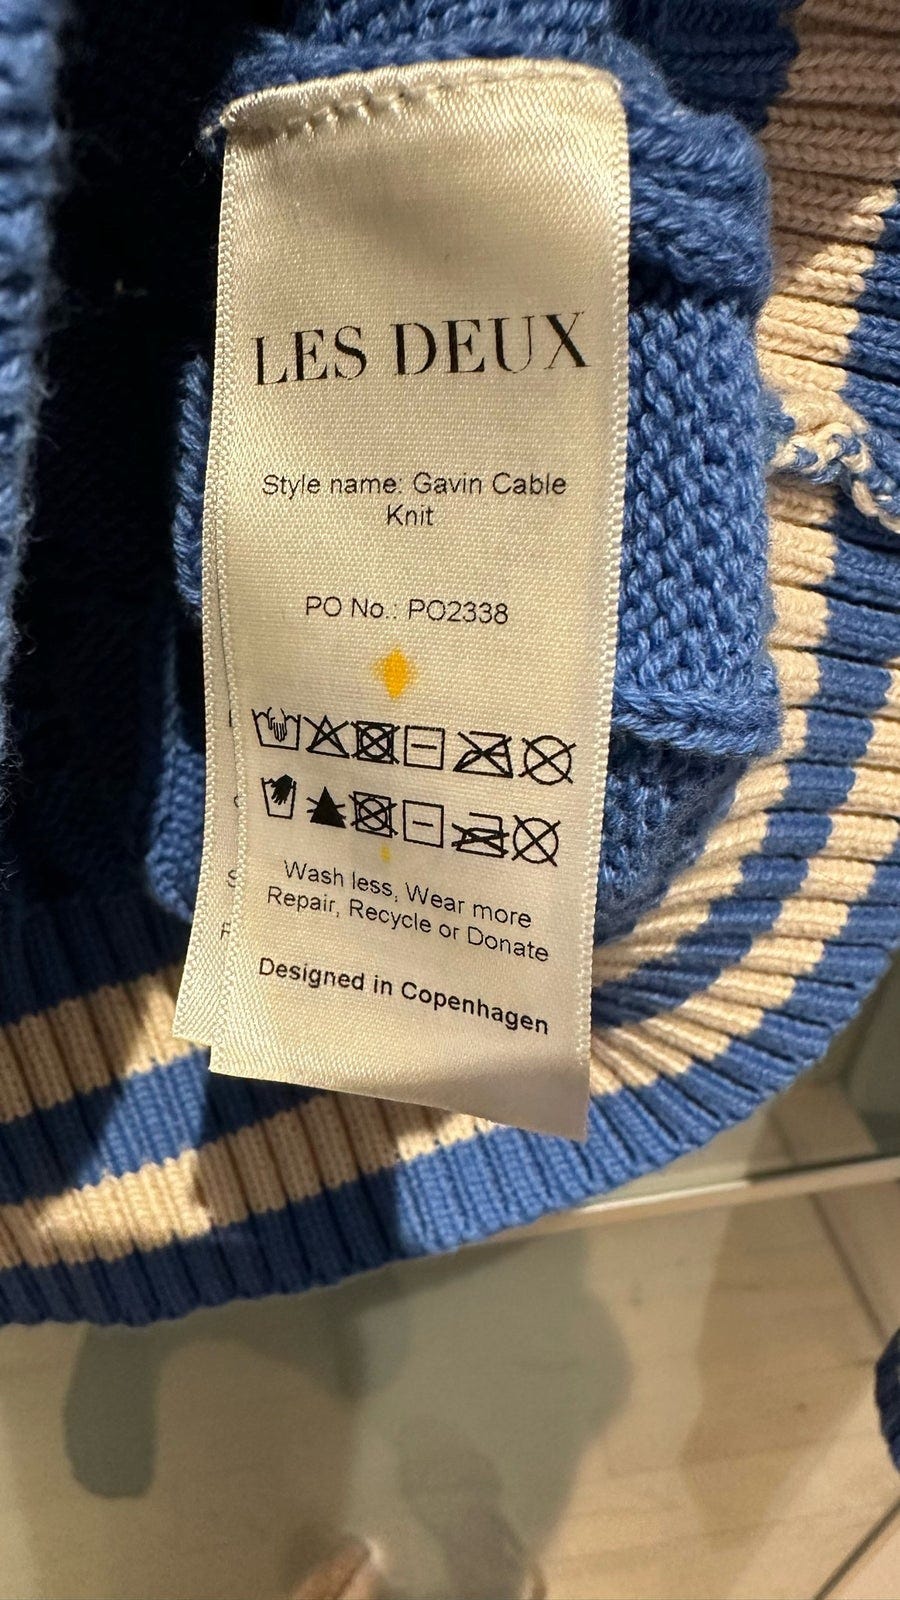 LES DEUX
Style name: Gavin Cable
Knit
PO No.: PO2338
Wash less, Wear more
Repair, Recycle or Donate
Designed in Copenhagen